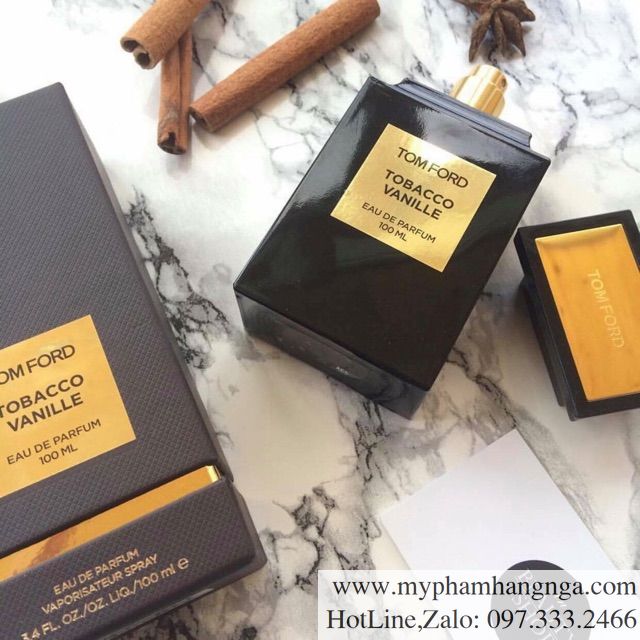 TOM FORD
TOBACCO
VANILLE
EAU DE PARFUM
100 ML
TOM FORD
TOM FORD
TOBACCO
VANILLE
EAU DE PARFUM
100 ML
EAU DE PARFUM
VAPORISATEUR SPRAY
3.4 FL.OZ./OZ. LIQ./100 ml e
www.myphamhangnga.com
HotLine,Zalo: 097.333.2466